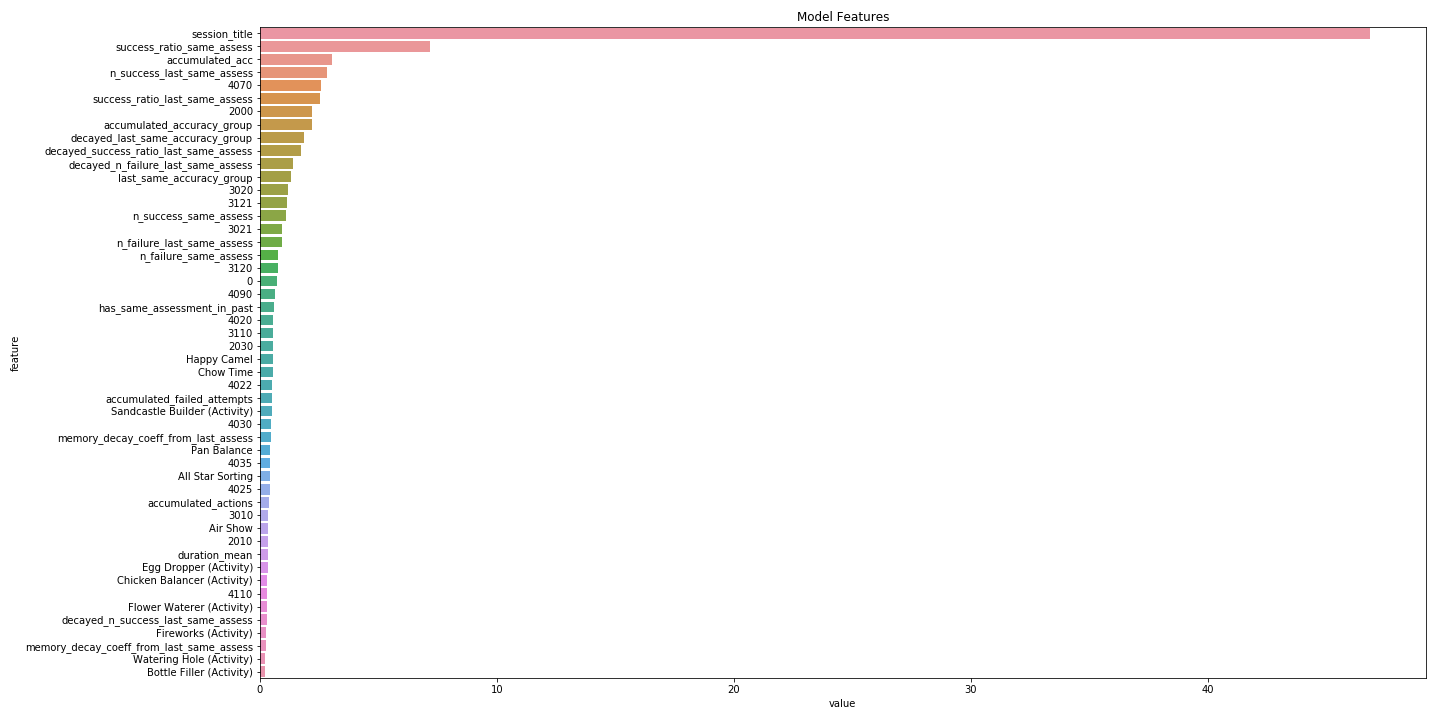 Model Features
session_title
success_ratio_same_assess
accumulated_acc
n_success_last_same_assess
4070
success_ratio_last_same_assess
2000
accumulated_accuracy_group
decayed_last_same_accuracy_group
decayed_success_ratio_last_same_assess
decayed_n_failure_last_same_assess
last_same_accuracy_group
3020
3121
n_success_same_assess
3021
n_failure_last_same_assess
n_failure_same_assess
3120
0
4090
has_same_assessment_in_past
4020
3110
2030
Happy Camel
Chow Time
4022
accumulated_failed_attempts
Sandcastle Builder (Activity)
4030
memory_decay_coeff_from_last_assess
Pan Balance
4035
All Star Sorting
4025
accumulated_actions
3010
Air Show
2010
duration_mean
Egg Dropper (Activity)
Chicken Balancer (Activity)
4110
Flower Waterer (Activity)
decayed_n_success_last_same_assess
Fireworks (Activity)
memory_decay_coeff_from_last_same_assess
Watering Hole (Activity)
Bottle Filler (Activity)
feature
0 10 20 30 40
value